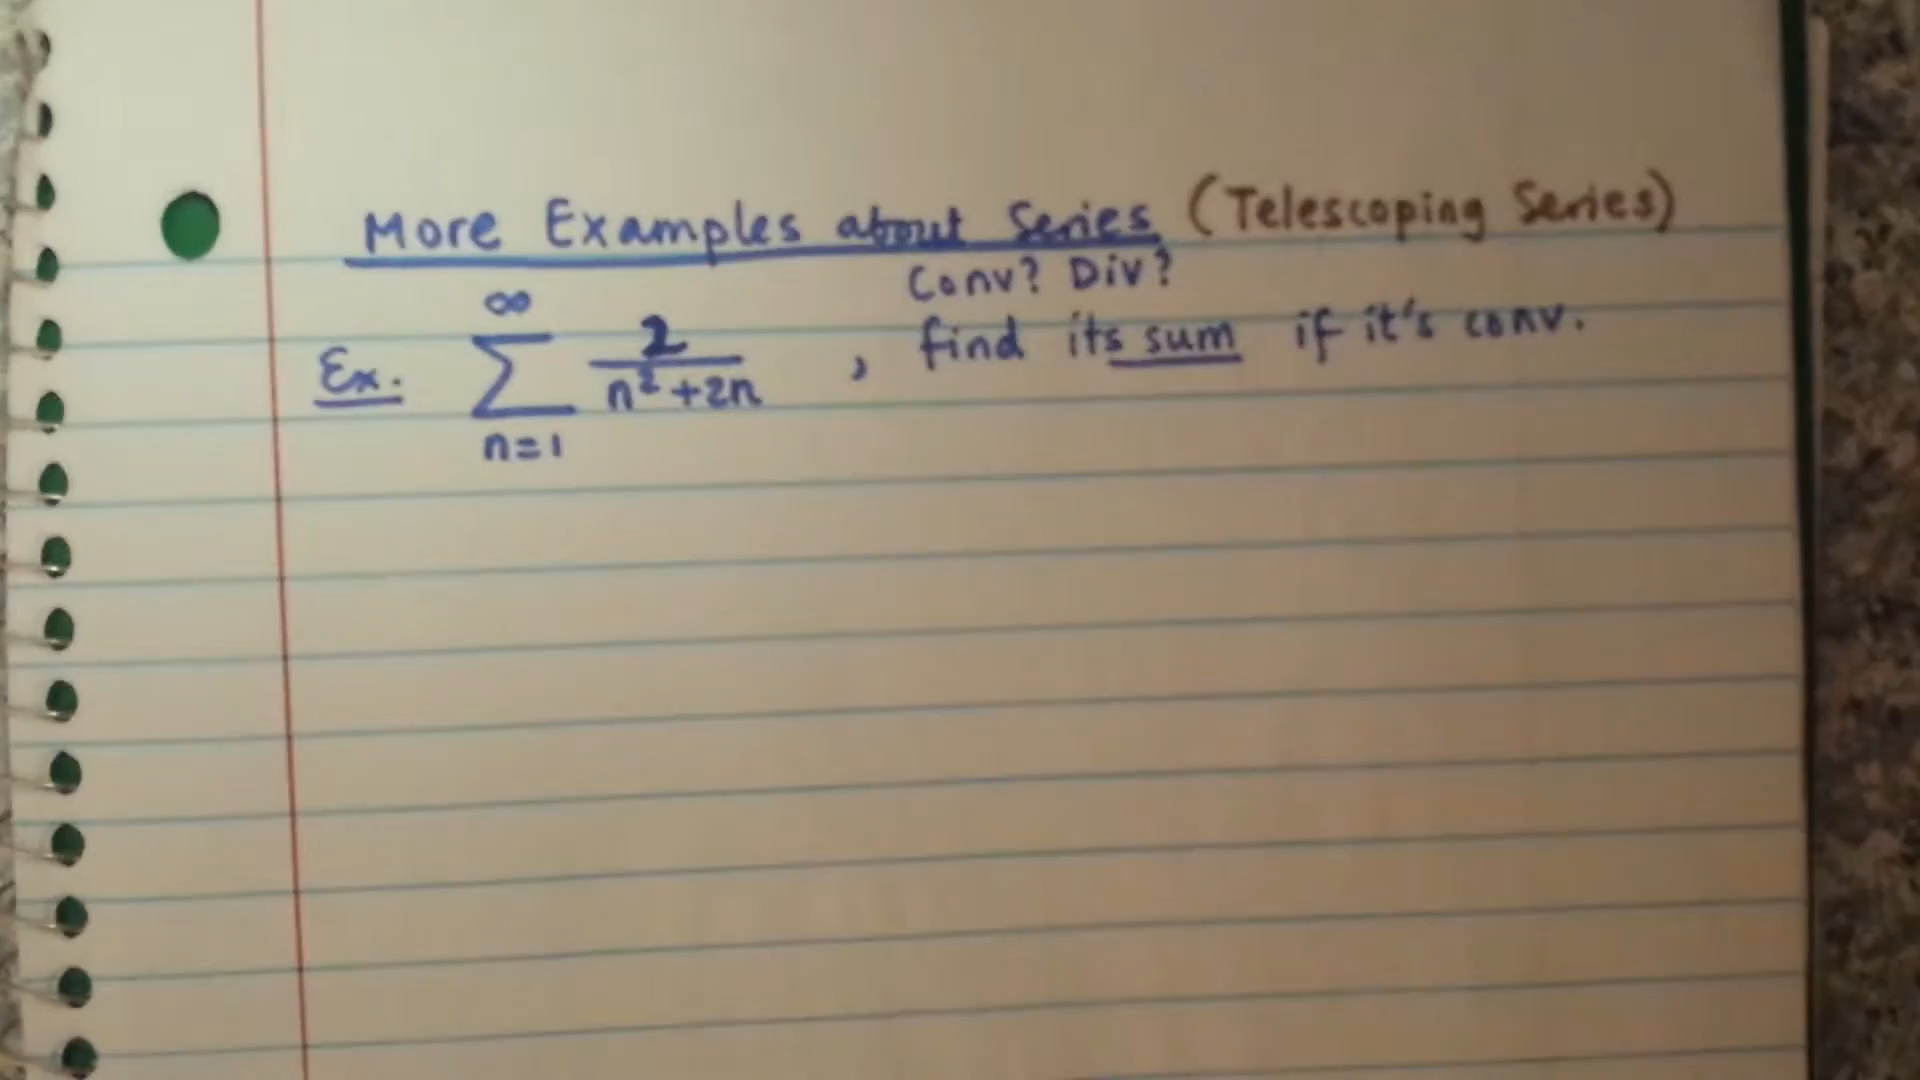 More Examples about Series (Telescoping Series)
Conv? Div?
Ex. ∞∑n=1 2/(n²+2n) , find its sum if it's conv.